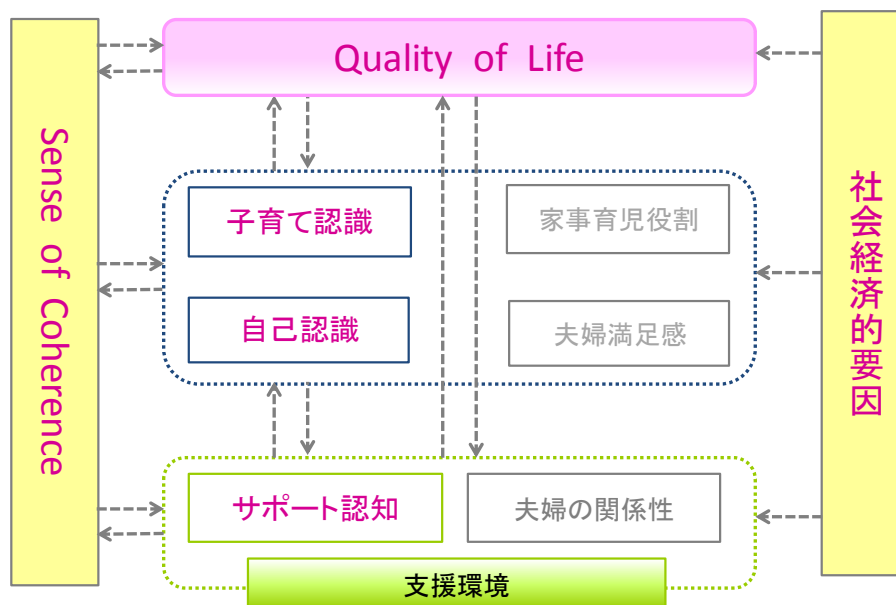 Quality of Life
Sense of Coherence
社会経済的要因
子育て認識
家事育児役割
自己認識
夫婦満足感
サポート認知
夫婦の関係性
支援環境